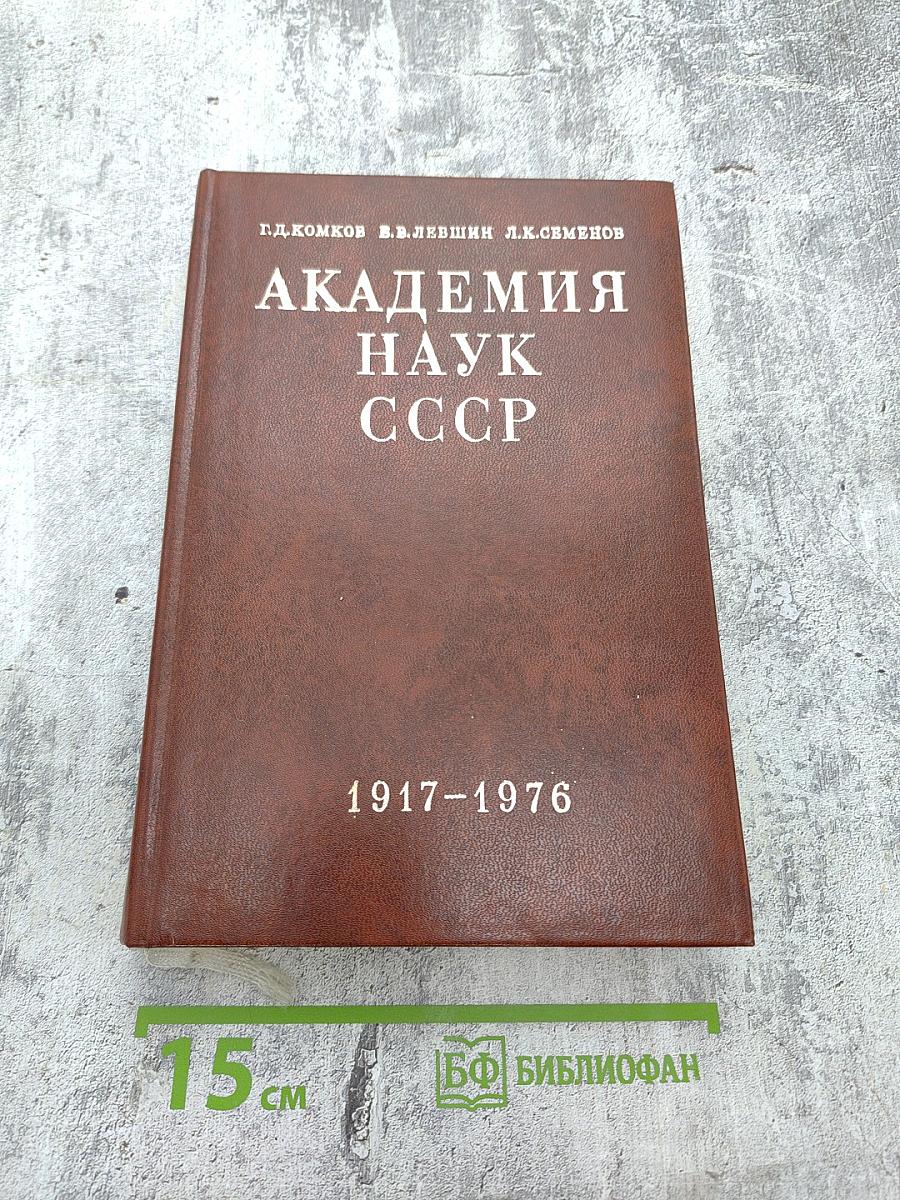 Г.Д.КОМКОВ Б.В.ЛЕВШИН Л.К.СЕМЕНОВ
АКАДЕМИЯ
НАУК
СССР
1917–1976
15 см
БФ БИБЛИОФАН